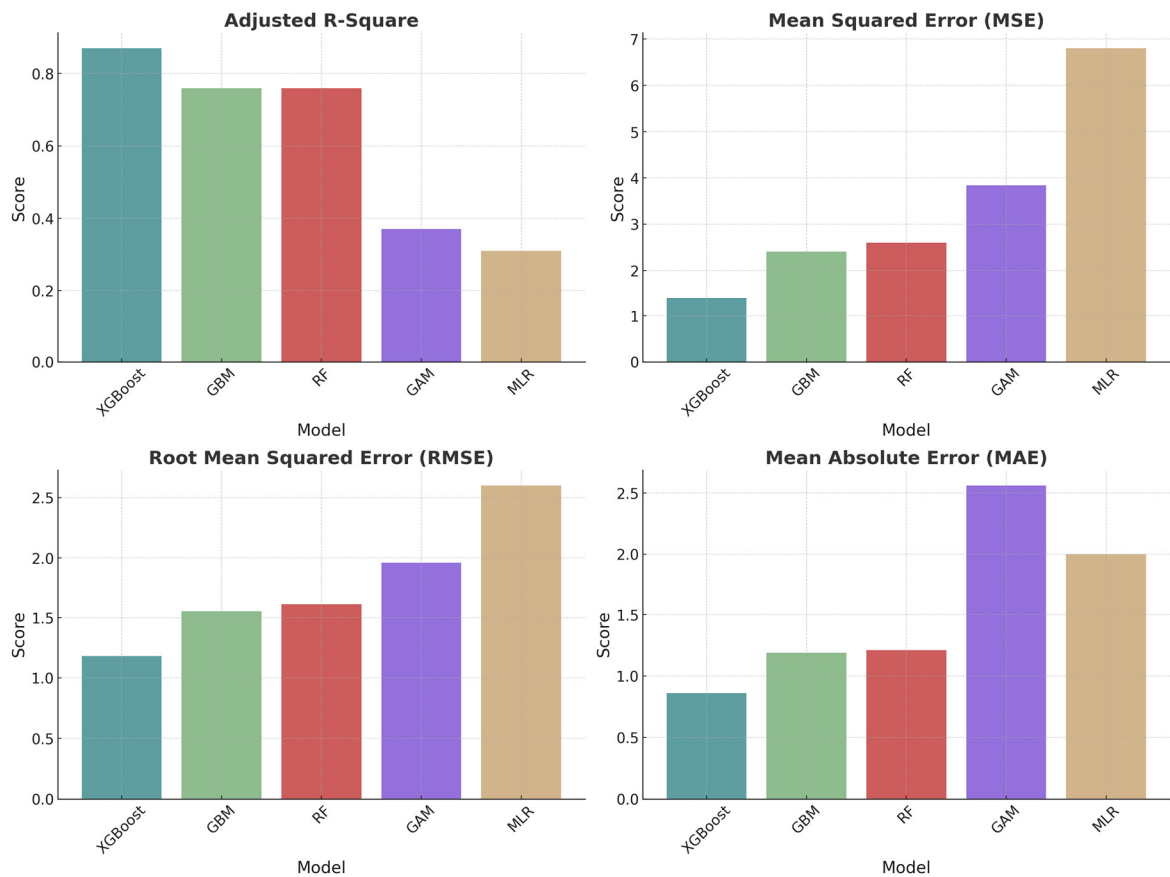 Adjusted R-Square
Score
0.8
0.6
0.4
0.2
0.0
XGBoost
GBM
RF
GAM
MLR
Model
Mean Squared Error (MSE)
Score
7
6
5
4
3
2
1
0
XGBoost
GBM
RF
GAM
MLR
Model
Root Mean Squared Error (RMSE)
Score
2.5
2.0
1.5
1.0
0.5
0.0
XGBoost
GBM
RF
GAM
MLR
Model
Mean Absolute Error (MAE)
Score
2.5
2.0
1.5
1.0
0.5
0.0
XGBoost
GBM
RF
GAM
MLR
Model